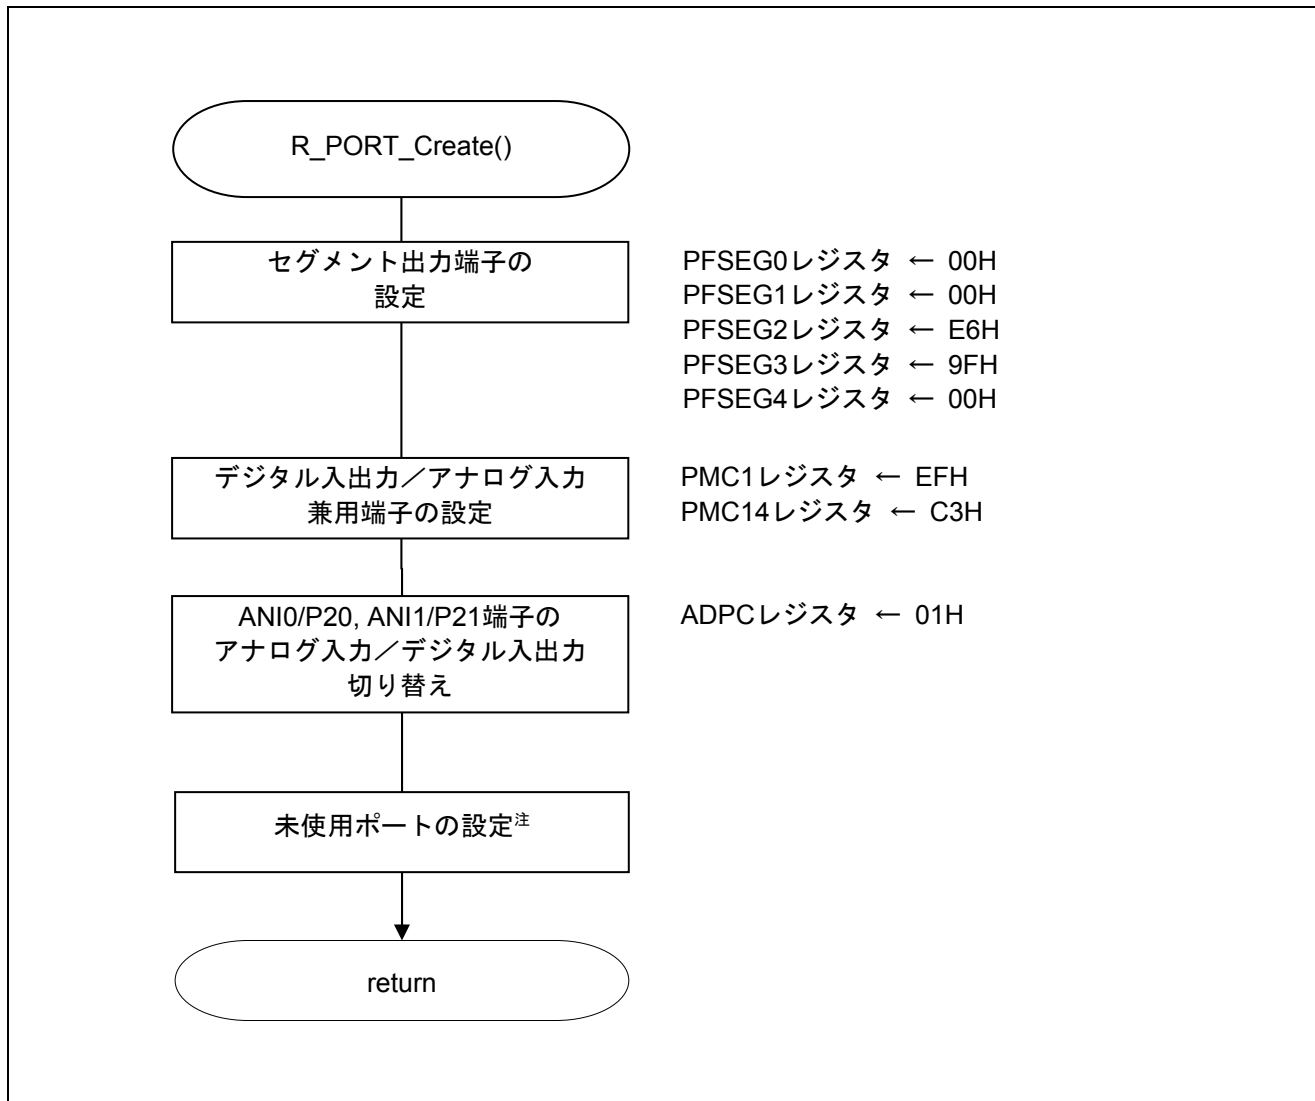 R_PORT_Create()
セグメント出力端子の
設定
PFSEG0レジスタ ← 00H
PFSEG1レジスタ ← 00H
PFSEG2レジスタ ← E6H
PFSEG3レジスタ ← 9FH
PFSEG4レジスタ ← 00H
デジタル入出力／アナログ入力
兼用端子の設定
PMC1レジスタ ← EFH
PMC14レジスタ ← C3H
ANI0/P20, ANI1/P21端子の
アナログ入力／デジタル入出力
切り替え
ADPCレジスタ ← 01H
未使用ポートの設定注
return